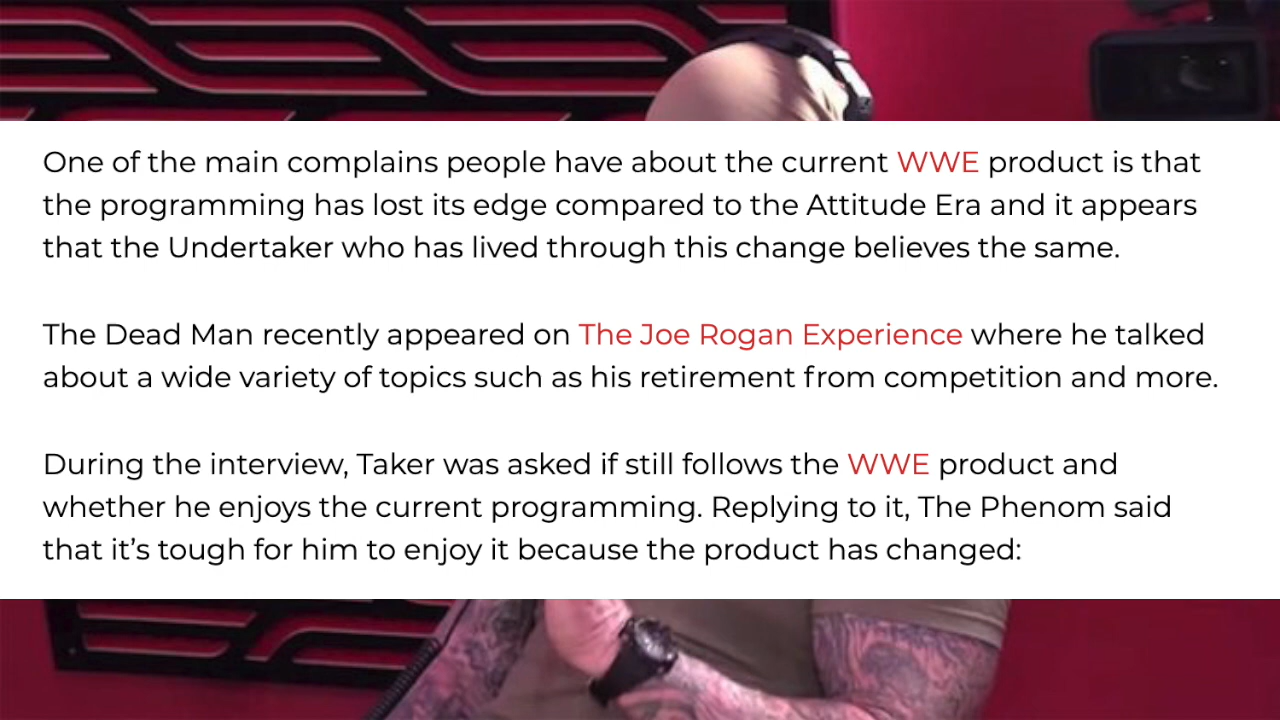 One of the main complains people have about the current WWE product is that
the programming has lost its edge compared to the Attitude Era and it appears
that the Undertaker who has lived through this change believes the same.
The Dead Man recently appeared on The Joe Rogan Experience where he talked
about a wide variety of topics such as his retirement from competition and more.
During the interview, Taker was asked if still follows the WWE product and
whether he enjoys the current programming. Replying to it, The Phenom said
that it’s tough for him to enjoy it because the product has changed: